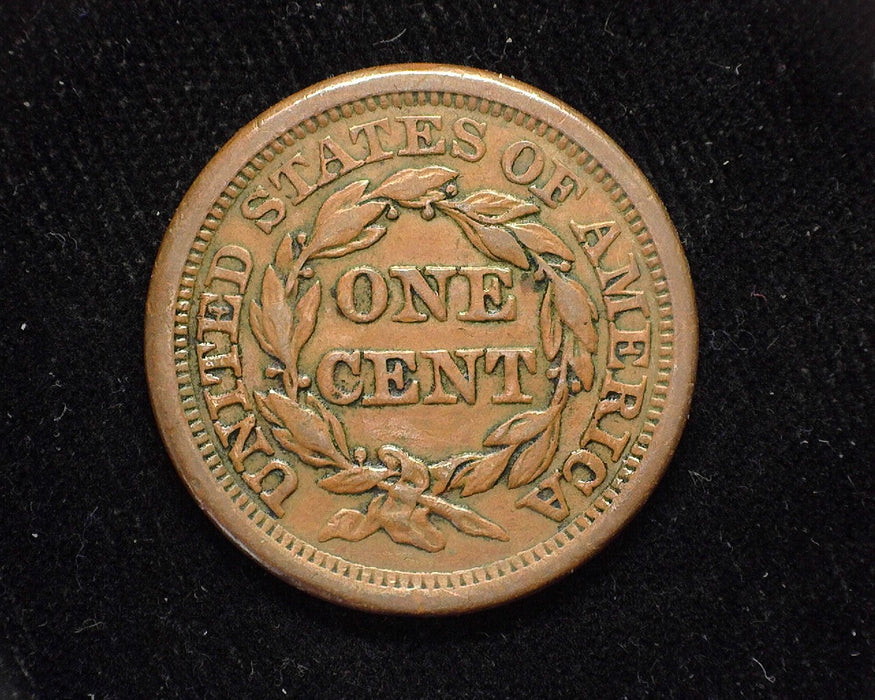 UNITED STATES OF AMERICA
ONE
CENT